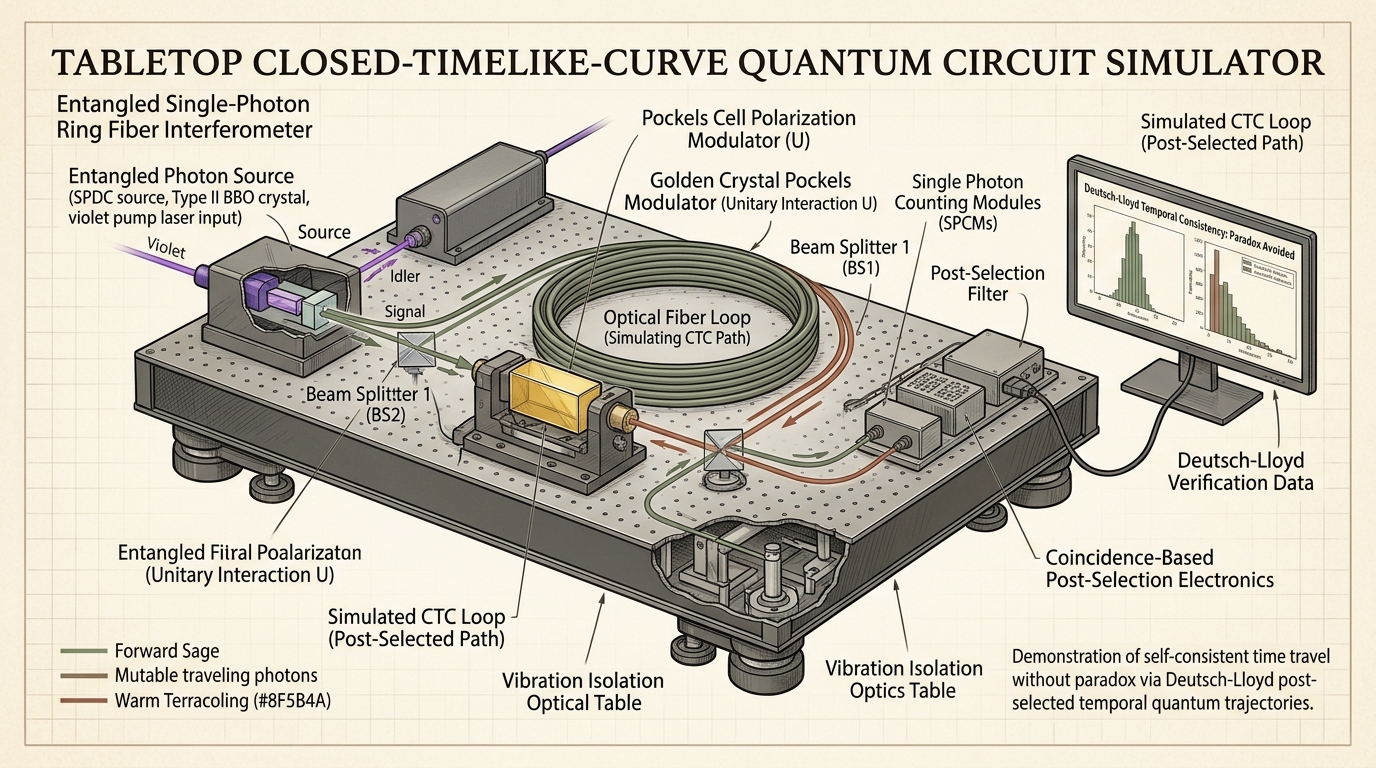 TABLETOP CLOSED-TIMELIKE-CURVE QUANTUM CIRCUIT SIMULATOR
Entangled Single-Photon
Ring Fiber Interferometer
Entangled Photon Source
(SPDC source, Type II BBO crystal,
violet pump laser input)
Violet
Source
Idler
Signal
Pockels Cell Polarization
Modulator (U)
Golden Crystal Pockels
Modulator (Unitary Interaction U)
Single Photon
Counting Modules
(SPCMs)
Beam Splitter 1
(BS1)
Post-Selection
Filter
Simulated CTC Loop
(Post-Selected Path)
Deutsch-Lloyd Temporal Consistency: Paradox Avoided
Optical Fiber Loop
(Simulating CTC Path)
Beam Splittter 1
(BS2)
Deutsch-Lloyd
Verification Data
Entangled Fiiral Poalarizatan
(Unitary Interaction U)
Coincidence-Based
Post-Selection Electronics
Simulated CTC Loop
(Post-Selected Path)
Vibration Isolation
Optical Table
Vibration Isolation
Optics Table
Forward Sage
Mutable traveling photons
Warm Terracoling (#8F5B4A)
Demonstration of self-consistent time travel
without paradox via Deutsch-Lloyd post-
selected temporal quantum trajectories.